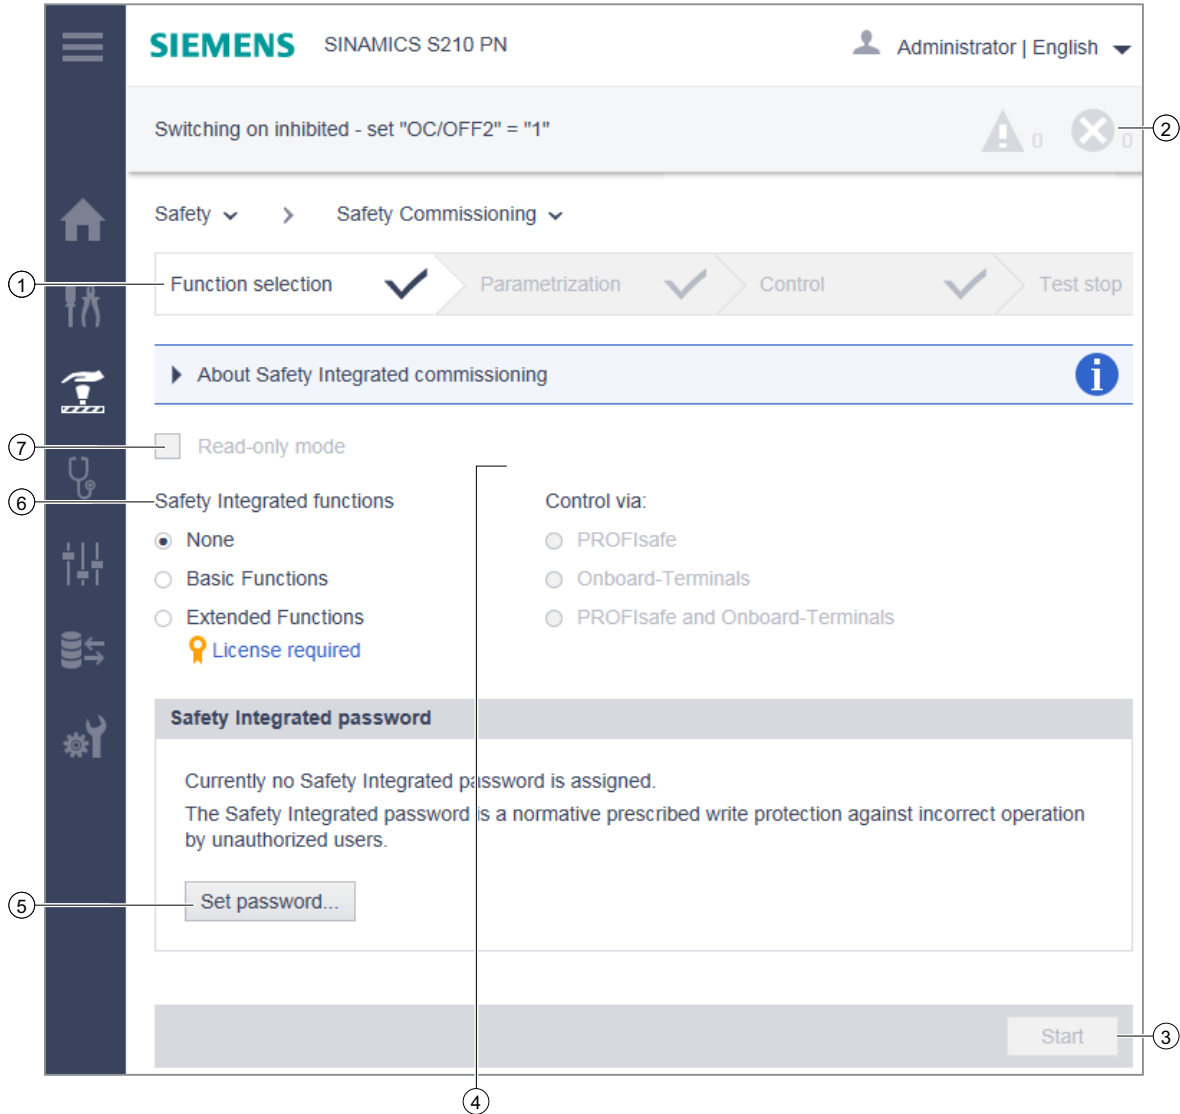 SIEMENS SINAMICS S210 PN Administrator | English
Switching on inhibited - set "OC/OFF2" = "1" 0 0 2
Safety > Safety Commissioning
1 Function selection Parametrization Control Test stop
About Safety Integrated commissioning i
7 Read-only mode
6 Safety Integrated functions Control via:
None PROFIsafe
Basic Functions Onboard-Terminals
Extended Functions PROFIsafe and Onboard-Terminals
License required
Safety Integrated password
Currently no Safety Integrated password is assigned.
The Safety Integrated password is a normative prescribed write protection against incorrect operation
by unauthorized users.
5 Set password...
Start 3
4